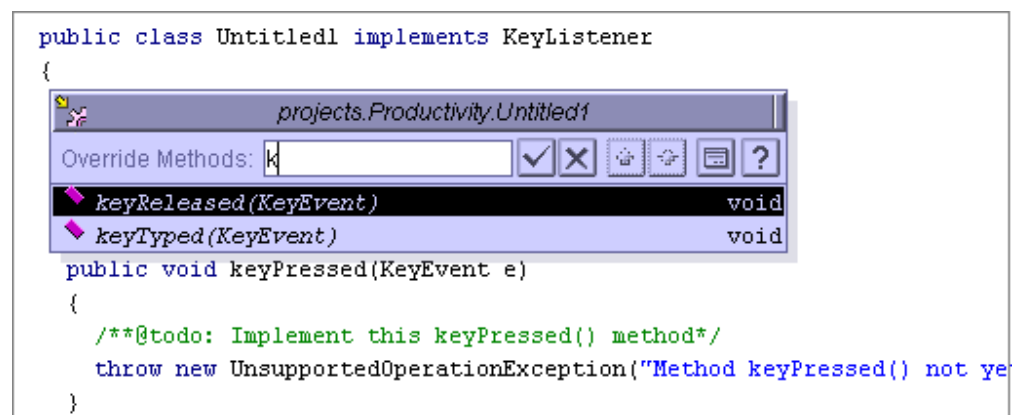 public class Untitled1 implements KeyListener
{
projects.Productivity.Untitled1
Override Methods: k
?
keyReleased(KeyEvent) void
keyTyped(KeyEvent) void
public void keyPressed(KeyEvent e)
{
/**@todo: Implement this keyPressed() method*/
throw new UnsupportedOperationException("Method keyPressed() not ye
}